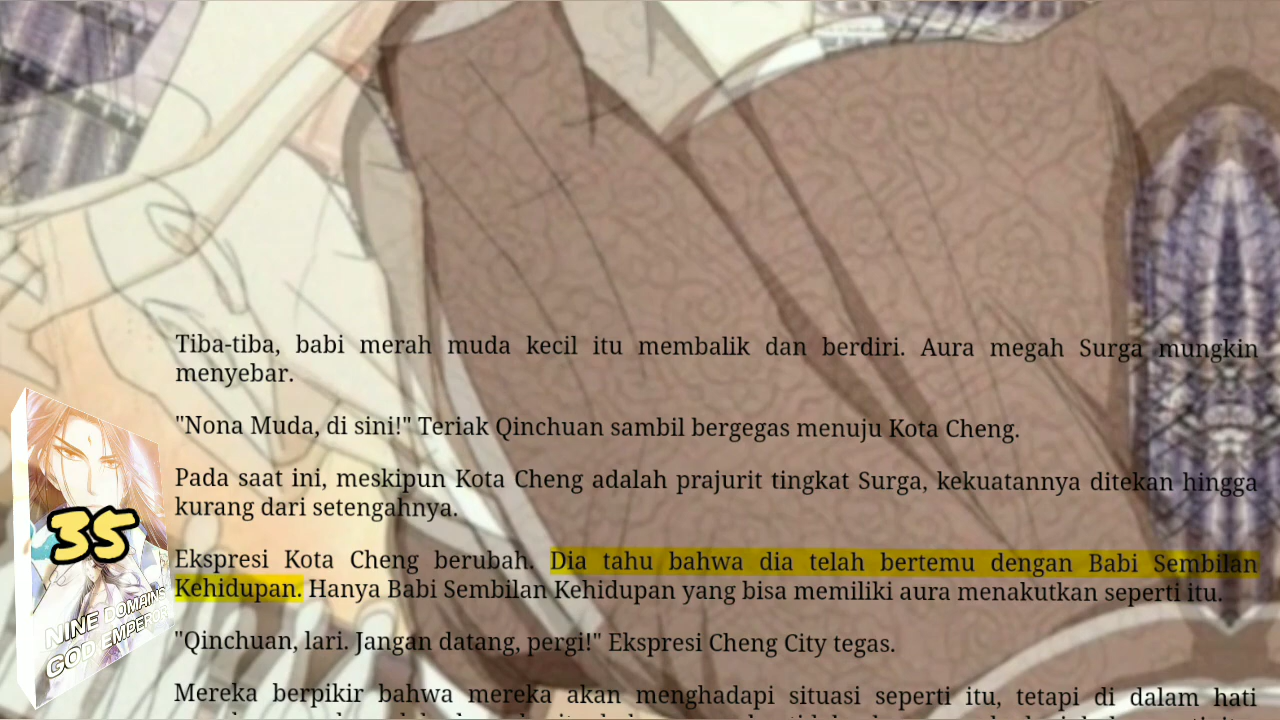 Tiba-tiba, babi merah muda kecil itu membalik dan berdiri. Aura megah Surga mungkin
menyebar.
"Nona Muda, di sini!" Teriak Qinchuan sambil bergegas menuju Kota Cheng.
Pada saat ini, meskipun Kota Cheng adalah prajurit tingkat Surga, kekuatannya ditekan hingga
kurang dari setengahnya.
Ekspresi Kota Cheng berubah. Dia tahu bahwa dia telah bertemu dengan Babi Sembilan
Kehidupan. Hanya Babi Sembilan Kehidupan yang bisa memiliki aura menakutkan seperti itu.
"Qinchuan, lari. Jangan datang, pergi!" Ekspresi Cheng City tegas.
Mereka berpikir bahwa mereka akan menghadapi situasi seperti itu, tetapi di dalam hati
35
NINE DOMAINS
GOD EMPEROR